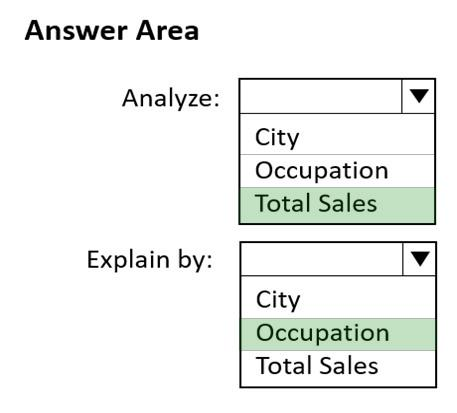 Answer Area
Analyze:
City
Occupation
Total Sales
Explain by:
City
Occupation
Total Sales